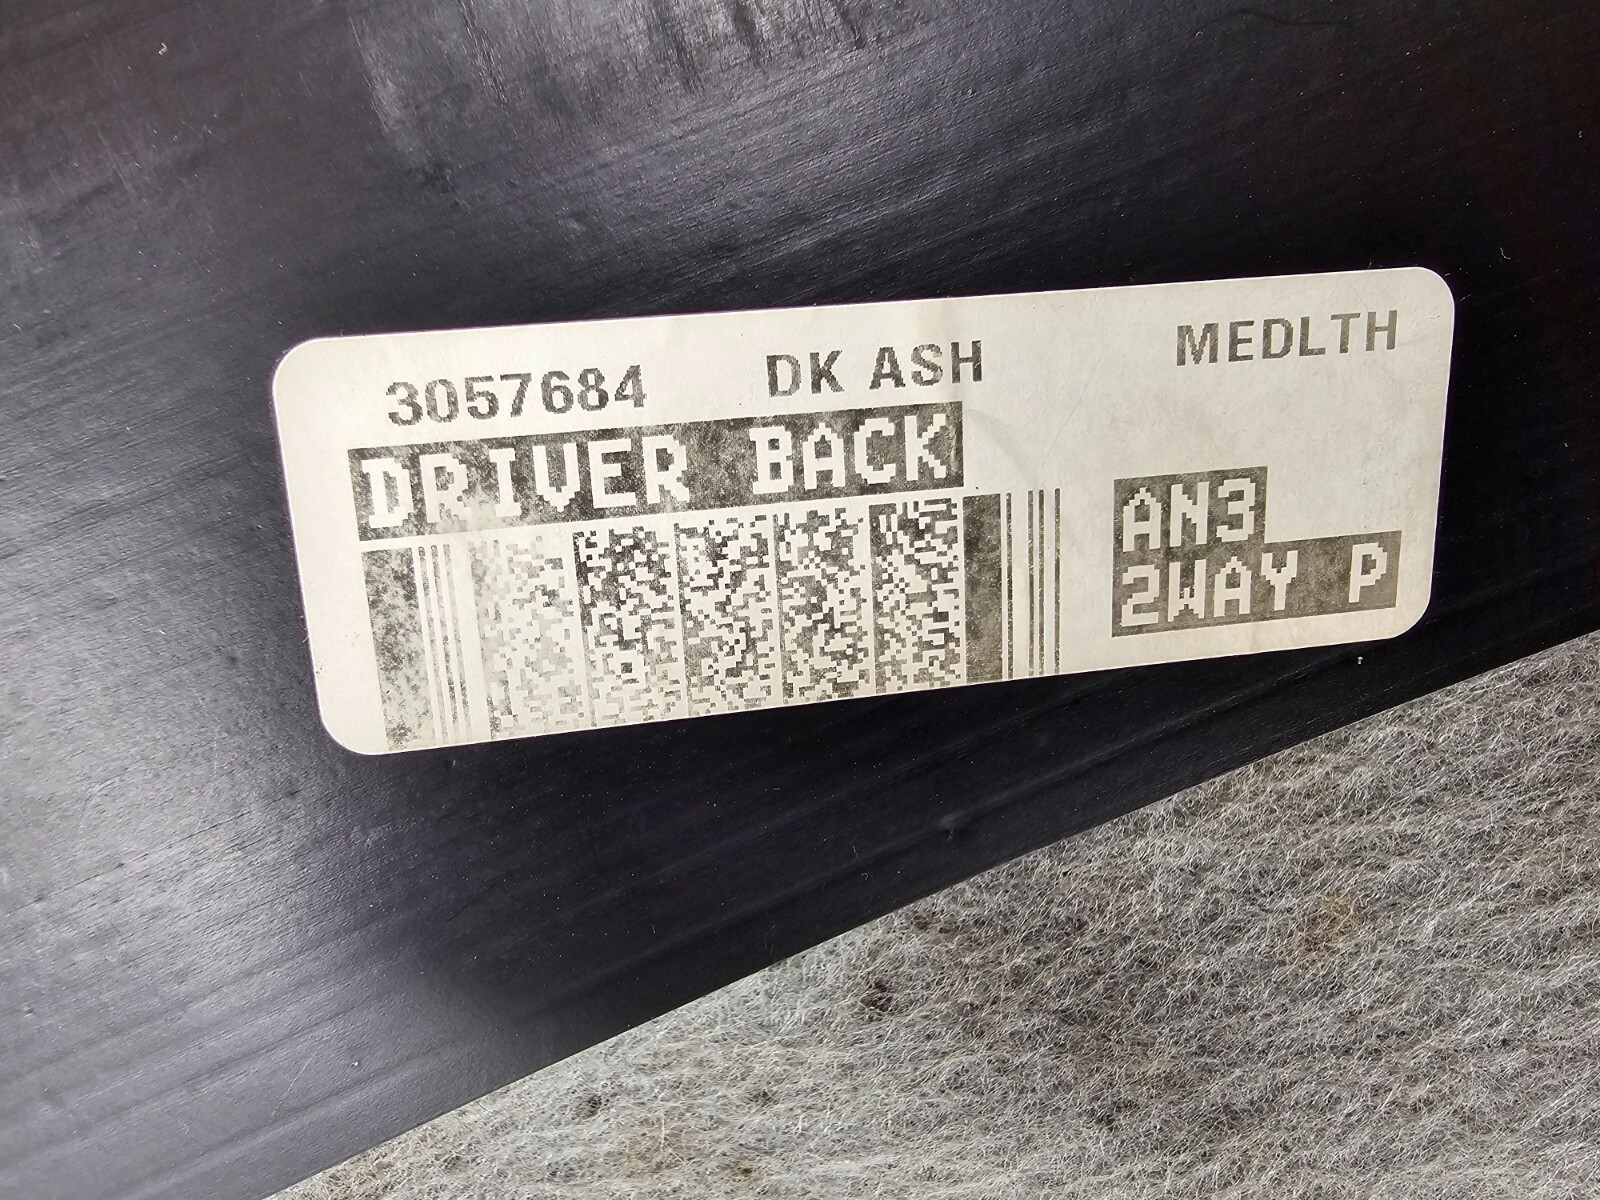 3057684 DK ASH MEDLTH
DRIVER BACK
AN3
2WAY P